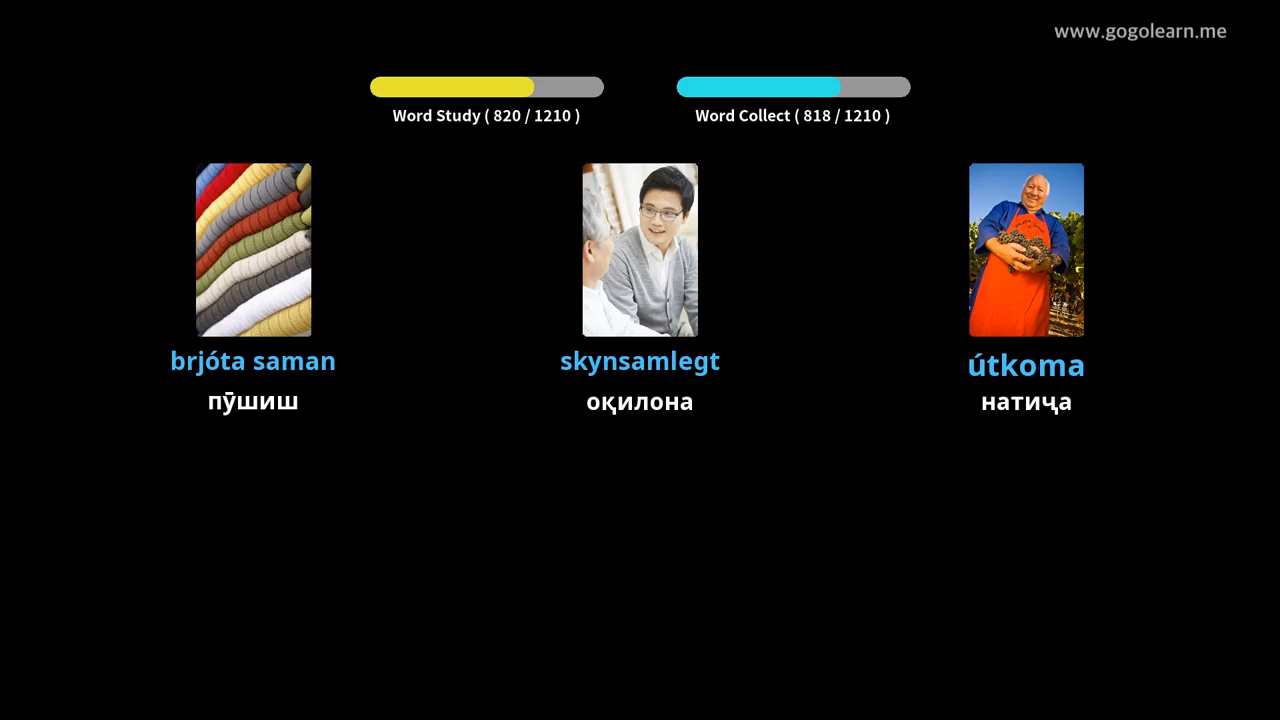 www.gogolearn.me
Word Study ( 820 / 1210 )
Word Collect ( 818 / 1210 )
brjóta saman
skynsamlegt
útkoma
пӯшиш
оқилона
натиҷа